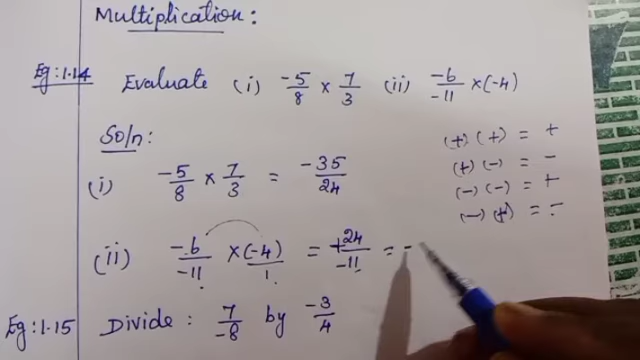 Multiplication:
Eg:1.14 Evaluate (i) -5/8 × 7/3 (ii) -6/-11 × (-4)
Soln:
(+) (+) = +
(+) (-) = -
(-) (-) = +
(-) (+) = -
(i) -5/8 × 7/3 = -35/24
(ii) -6/-11 × (-4)/1 = +24/-11 = -
Eg:1.15 Divide: 7/-8 by -3/4